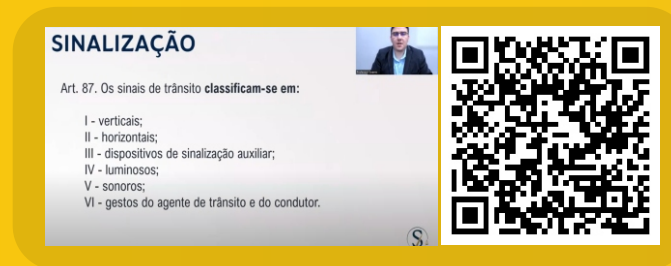 SINALIZAÇÃO
Art. 87. Os sinais de trânsito classificam-se em:
I - verticais;
II - horizontais;
III - dispositivos de sinalização auxiliar;
IV - luminosos;
V - sonoros;
VI - gestos do agente de trânsito e do condutor.
S